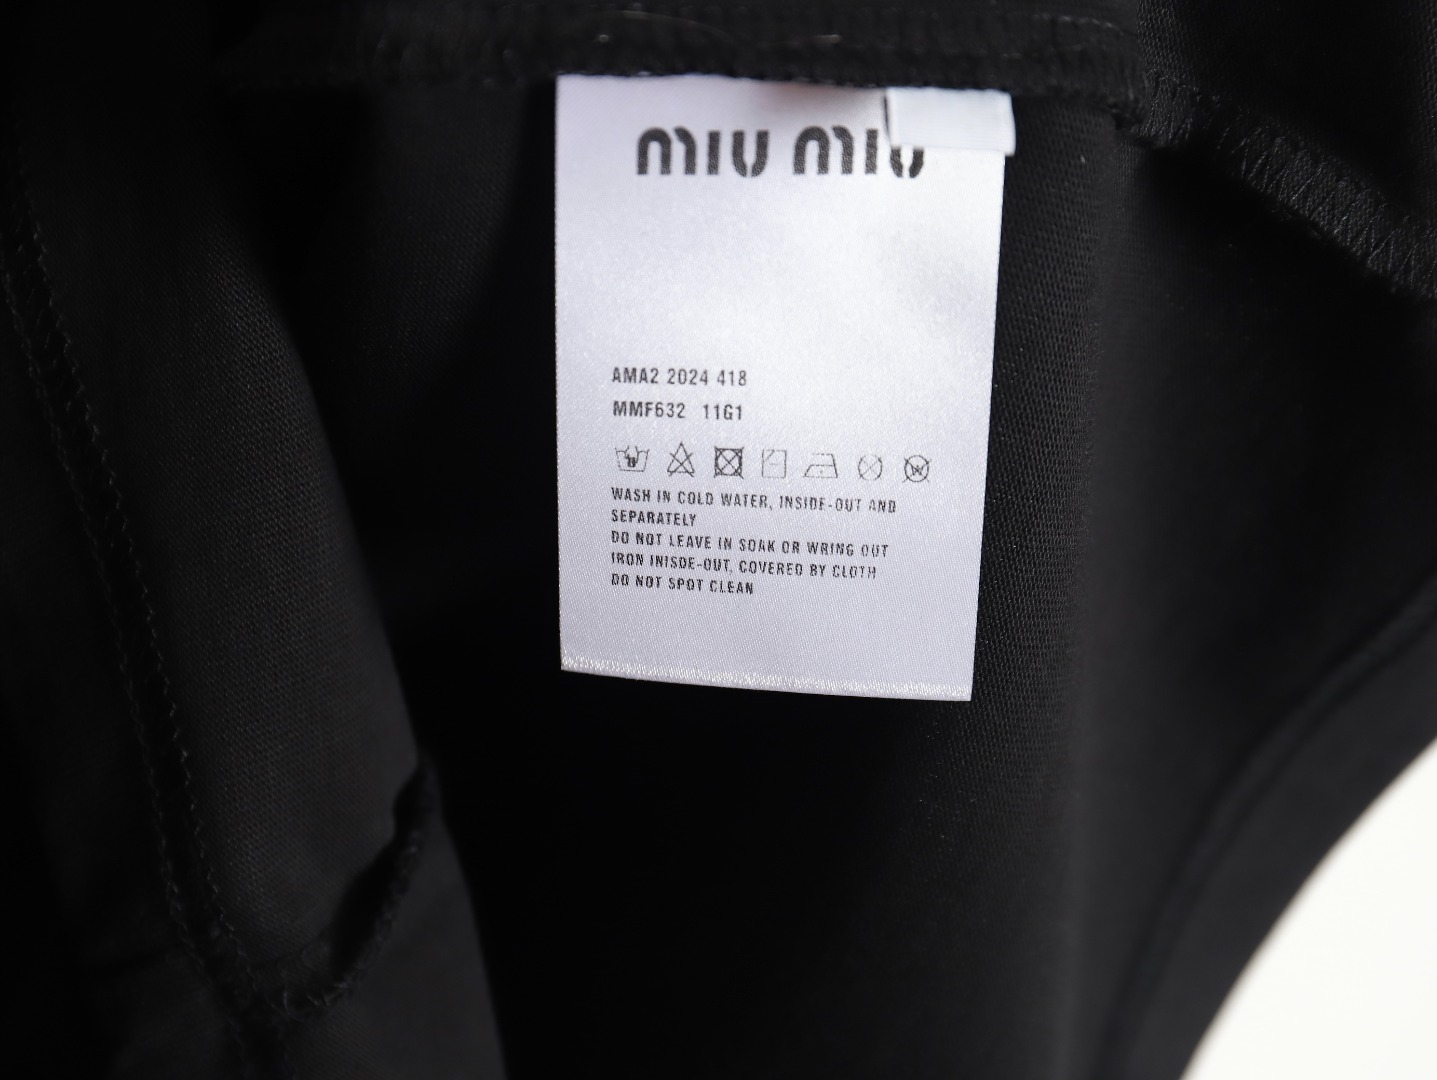 MIU MIU
AMA2 2024 418
MMF632 11G1
WASH IN COLD WATER, INSIDE-OUT AND
SEPARATELY
DO NOT LEAVE IN SOAK OR WRING OUT
IRON INISDE-OUT, COVERED BY CLOTH
DO NOT SPOT CLEAN